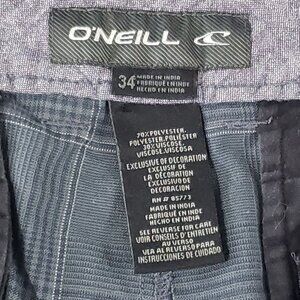 O'NEILL
34
MADE IN INDIA
FABRIQUÉ EN INDE
HECHO EN INDIA
70%POLYESTER,
POLYESTER,POLIESTER
30%VISCOSE,
VISCOSE,VISCOSA
EXCLUSIVE OF DECORATION
EXCLUSIF DE
LA DÉCORATION
EXCLUSIVO DE
DECORACIÓN
RN # 85773
MADE IN INDIA
FABRIQUÉ EN INDE
HECHO EN INDIA
SEE REVERSE FOR CARE
VOIR CONSEILS D'ENTRETIEN
AU VERSO
VEA AL REVERSO PARA
INSTRUCCIONES DE CUIDADO